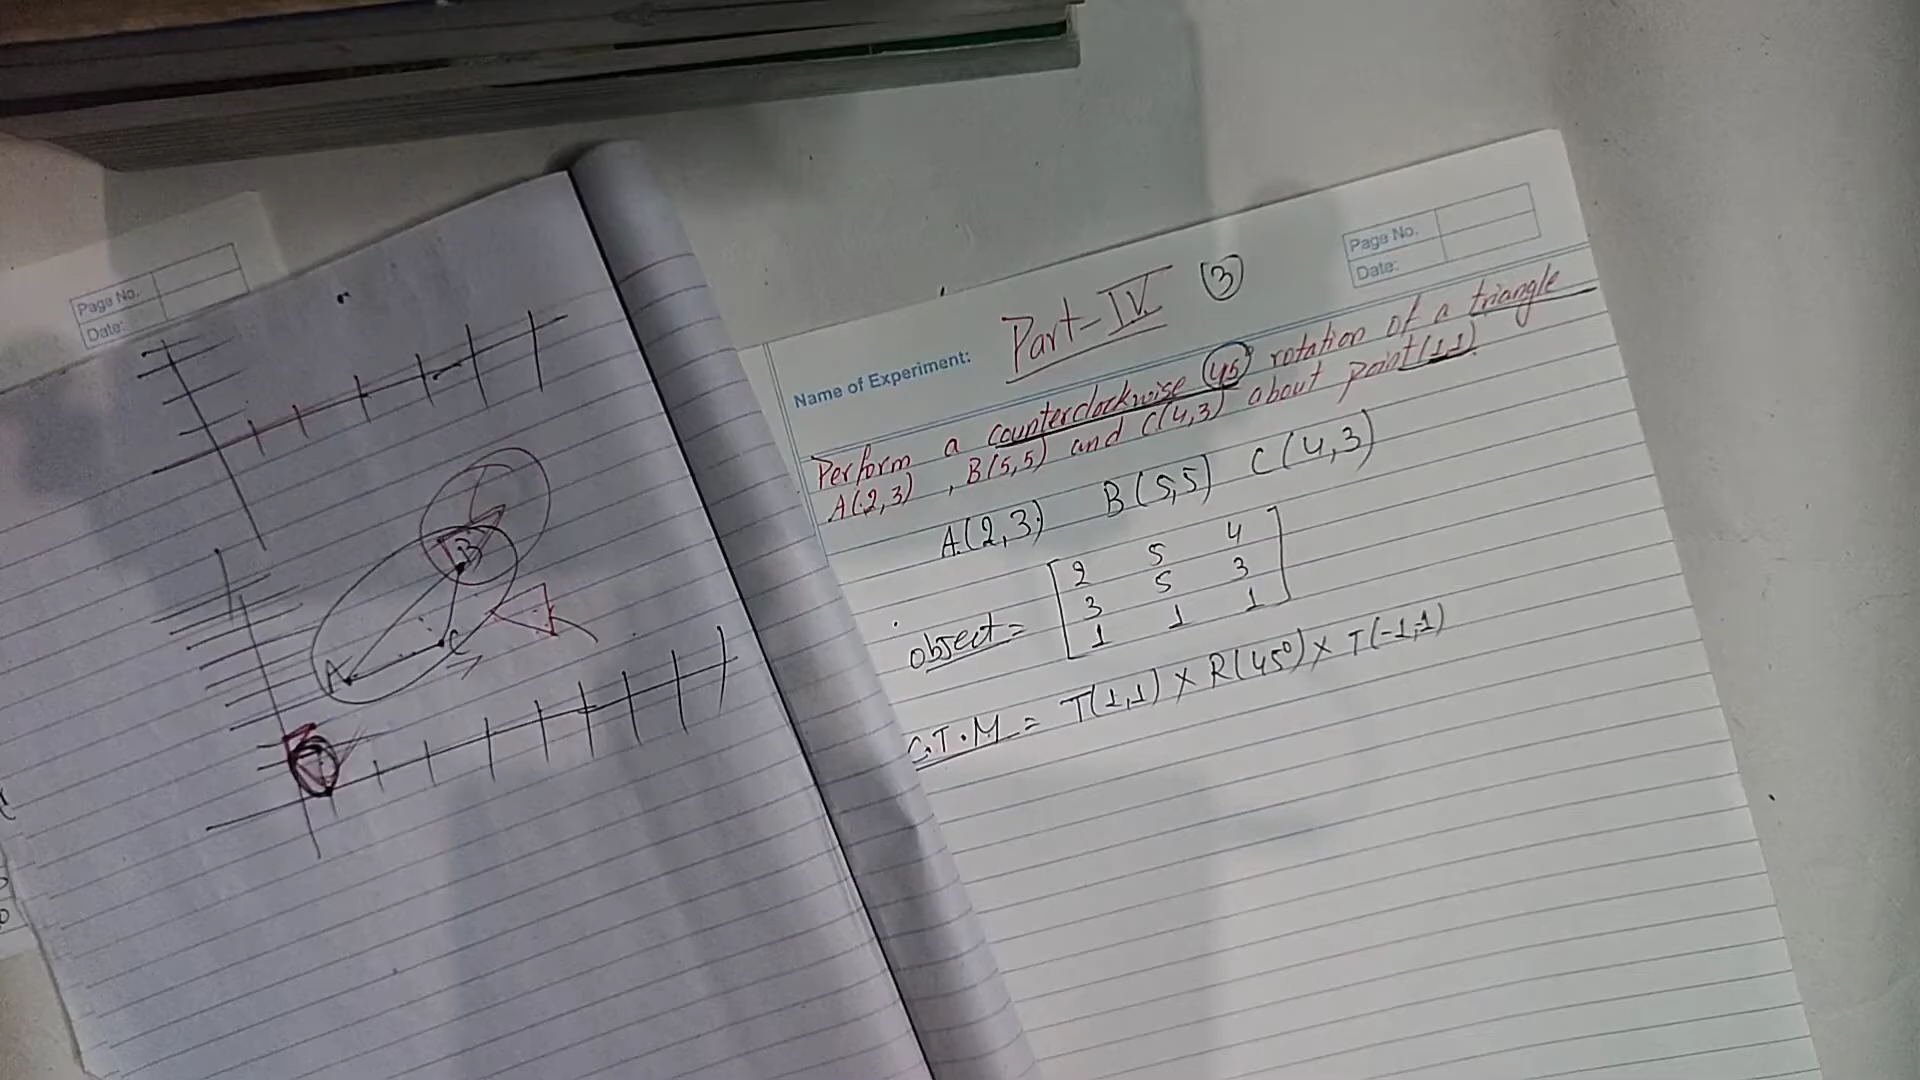 Page No.
Date:
A
B
C
Page No.
Date:
Part-IV ③
Name of Experiment:
Perform a counterclockwise 45° rotation of a triangle
A(2,3) , B(5,5) and C(4,3) about point(1,1)
A(2,3) B(5,5) C(4,3)
object = [2 5 4
3 5 3
1 1 1]
C.T.M = T(1,1) × R(45°) × T(-1,-1)